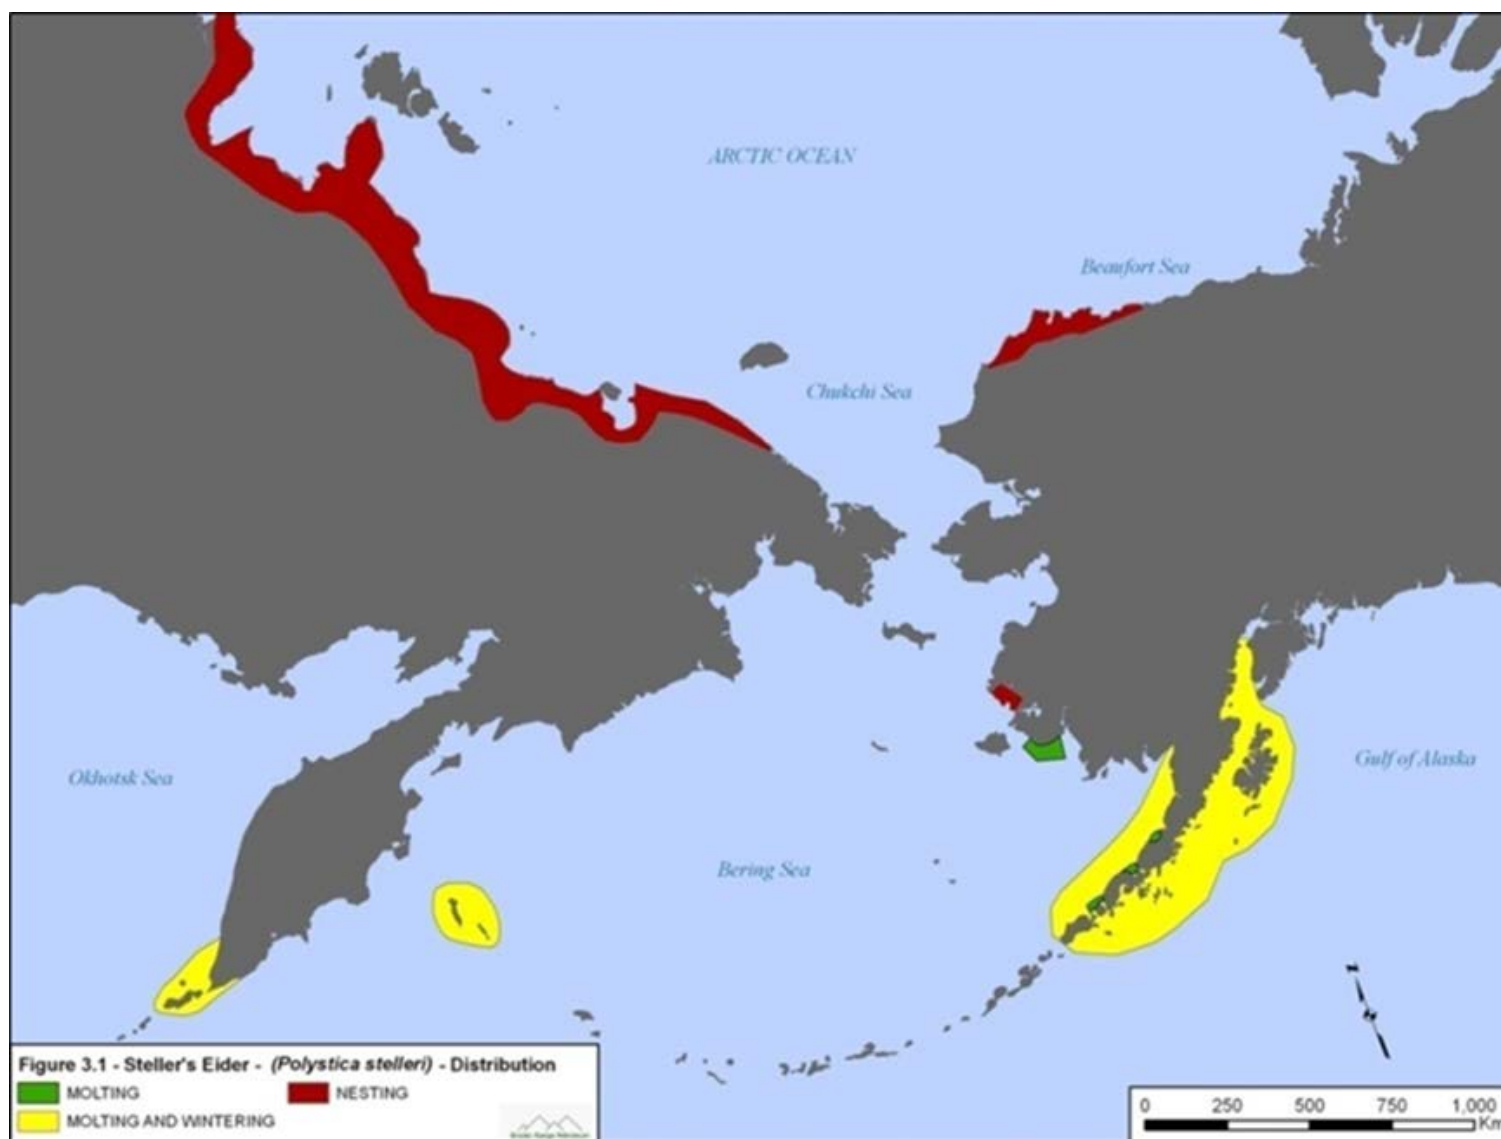 ARCTIC OCEAN
Beaufort Sea
Chukchi Sea
Okhotsk Sea
Gulf of Alaska
Bering Sea
N
Figure 3.1 - Steller's Eider - (Polystica stelleri) - Distribution
MOLTING
NESTING
MOLTING AND WINTERING
0 250 500 750 1,000
Km